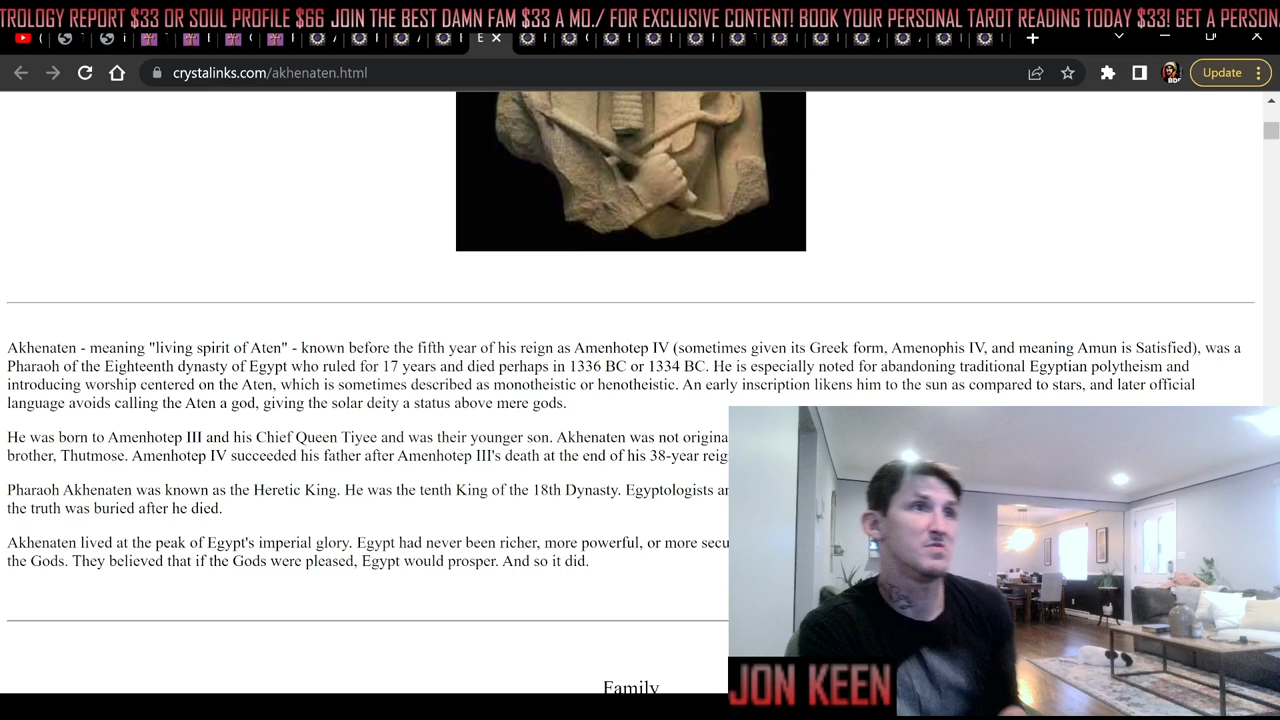 TROLOGY REPORT $33 OR SOUL PROFILE $66 JOIN THE BEST DAMN FAM $33 A MO./ FOR EXCLUSIVE CONTENT! BOOK YOUR PERSONAL TAROT READING TODAY $33! GET A PERSON
crystalinks.com/akhenaten.html
Update
Akhenaten - meaning "living spirit of Aten" - known before the fifth year of his reign as Amenhotep IV (sometimes given its Greek form, Amenophis IV, and meaning Amun is Satisfied), was a
Pharaoh of the Eighteenth dynasty of Egypt who ruled for 17 years and died perhaps in 1336 BC or 1334 BC. He is especially noted for abandoning traditional Egyptian polytheism and
introducing worship centered on the Aten, which is sometimes described as monotheistic or henotheistic. An early inscription likens him to the sun as compared to stars, and later official
language avoids calling the Aten a god, giving the solar deity a status above mere gods.
He was born to Amenhotep III and his Chief Queen Tiyee and was their younger son. Akhenaten was not origina
brother, Thutmose. Amenhotep IV succeeded his father after Amenhotep III's death at the end of his 38-year reig
Pharaoh Akhenaten was known as the Heretic King. He was the tenth King of the 18th Dynasty. Egyptologists ar
the truth was buried after he died.
Akhenaten lived at the peak of Egypt's imperial glory. Egypt had never been richer, more powerful, or more secu
the Gods. They believed that if the Gods were pleased, Egypt would prosper. And so it did.
Family
JON KEEN